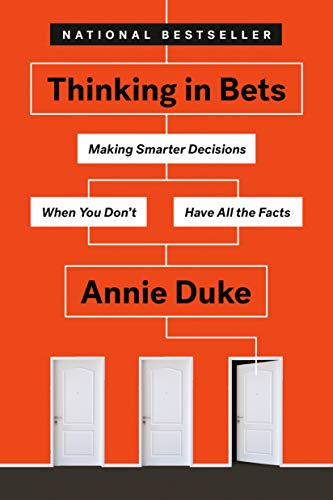 NATIONAL BESTSELLER
Thinking in Bets
Making Smarter Decisions
When You Don't
Have All the Facts
Annie Duke